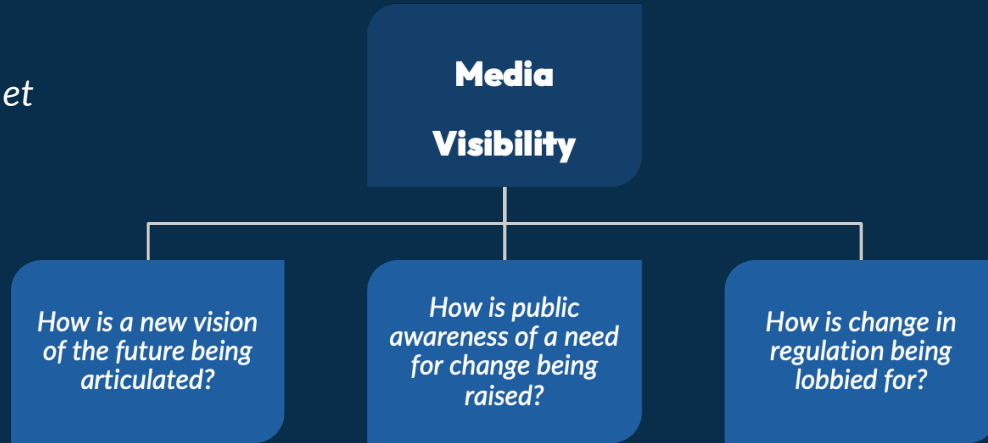 et
Media
Visibility
How is a new vision
of the future being
articulated?
How is public
awareness of a need
for change being
raised?
How is change in
regulation being
lobbied for?